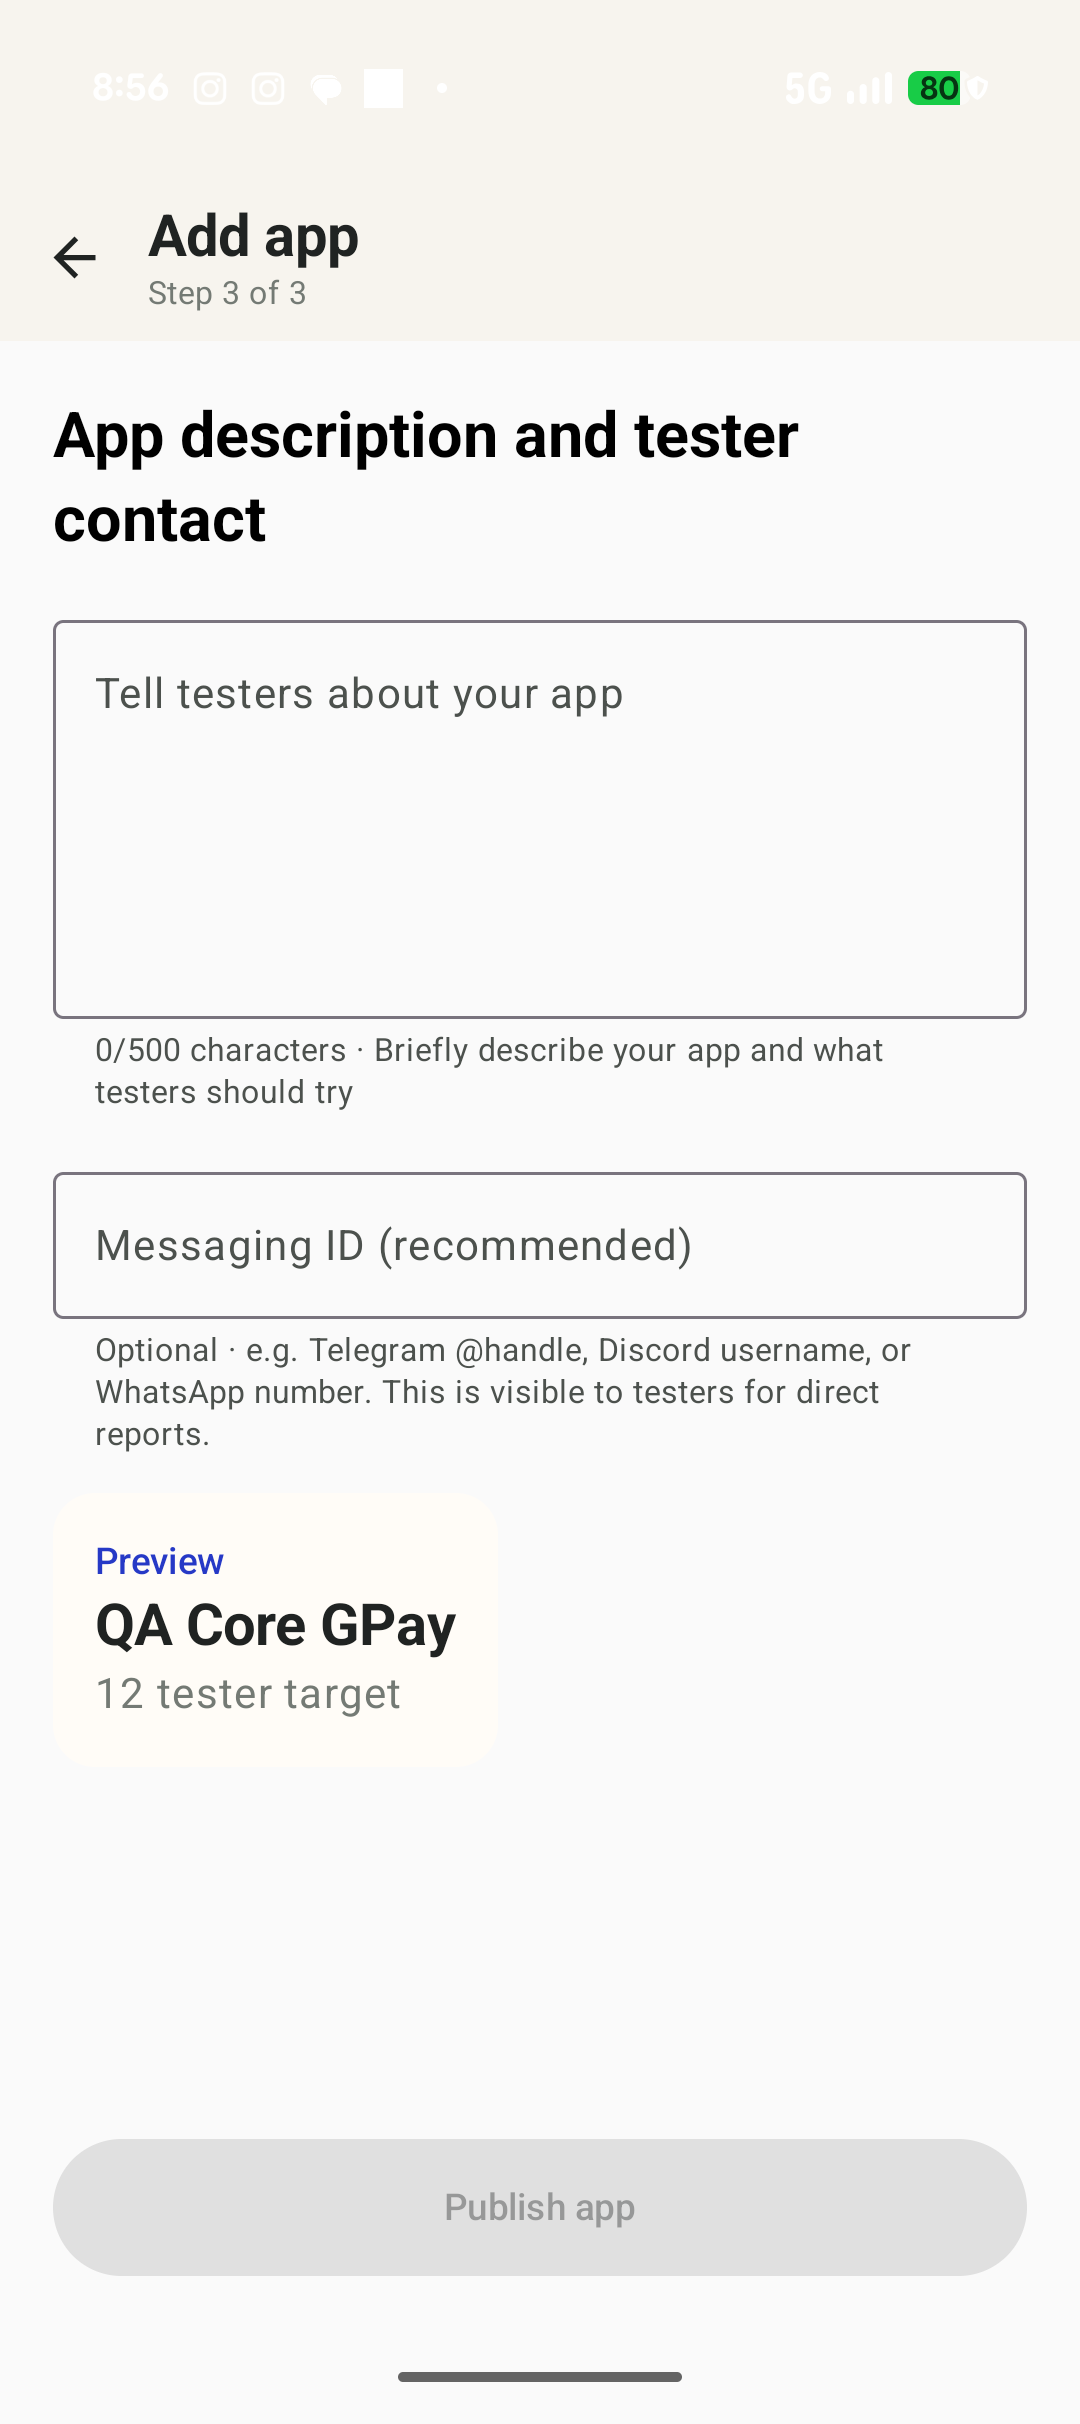 8:56
5G
80
Add app
Step 3 of 3
App description and tester
contact
Tell testers about your app
0/500 characters · Briefly describe your app and what
testers should try
Messaging ID (recommended)
Optional · e.g. Telegram @handle, Discord username, or
WhatsApp number. This is visible to testers for direct
reports.
Preview
QA Core GPay
12 tester target
Publish app